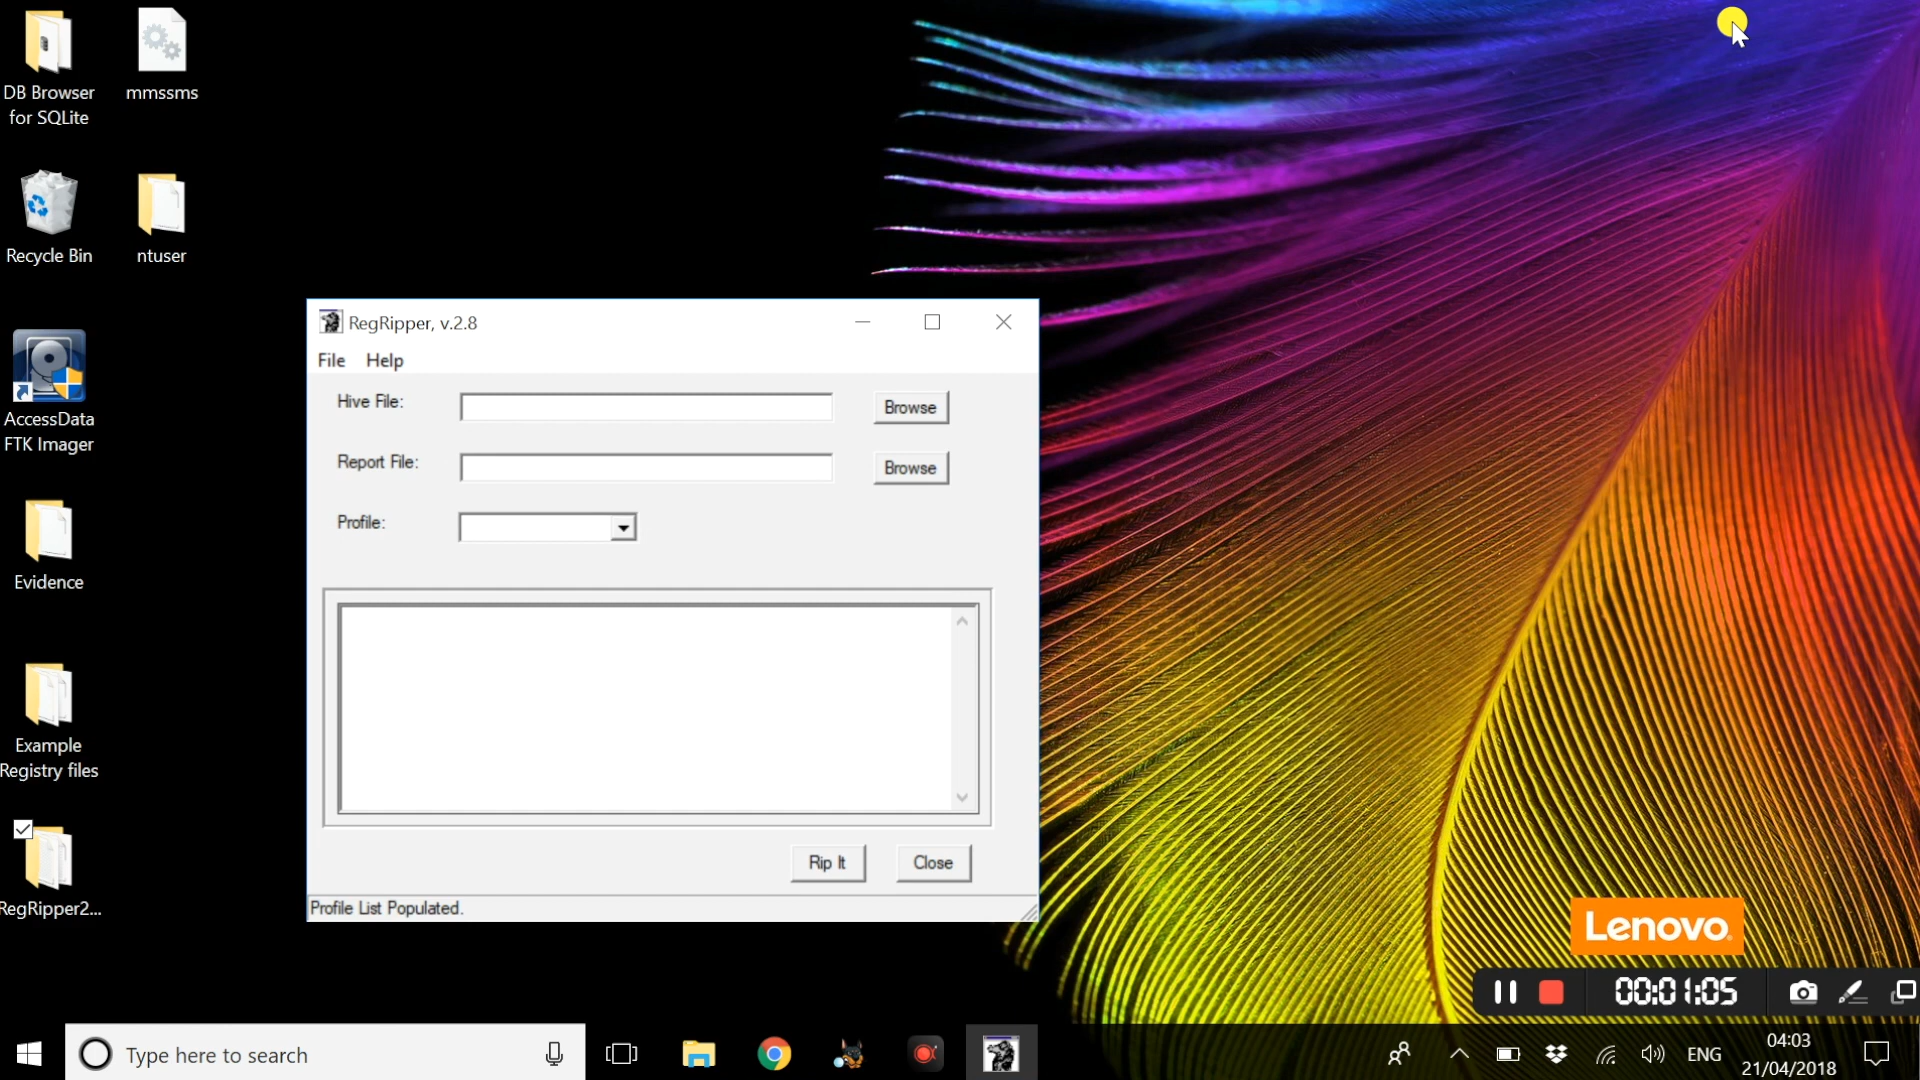 DB Browser
for SQLite
mmssms
Recycle Bin
ntuser
AccessData
FTK Imager
Evidence
Example
Registry files
RegRipper2...
RegRipper, v.2.8
File Help
Hive File:
Browse
Report File:
Browse
Profile:
Rip It
Close
Profile List Populated.
Lenovo
00:01:05
Type here to search
ENG
04:03
21/04/2018